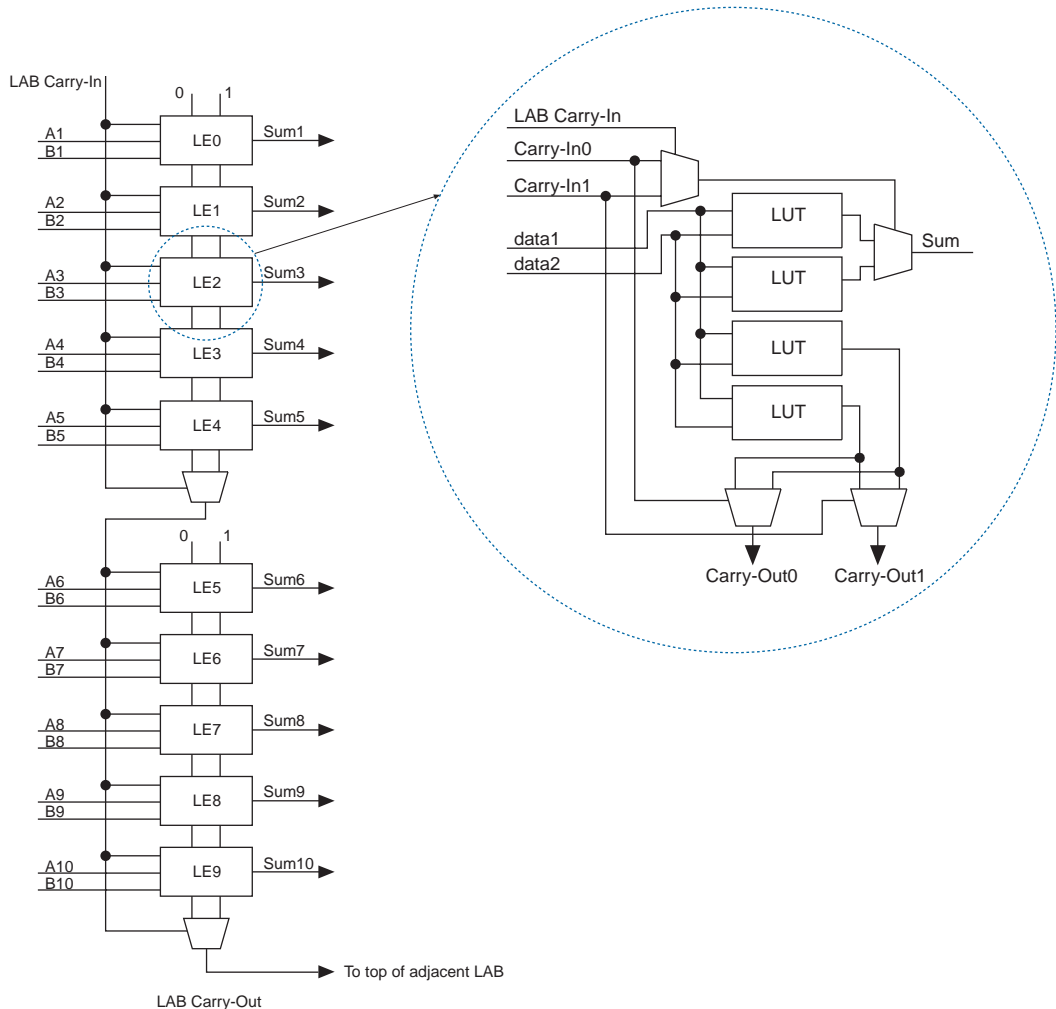 LAB Carry-In
0 1
A1
B1
LE0
Sum1
A2
B2
LE1
Sum2
A3
B3
LE2
Sum3
A4
B4
LE3
Sum4
A5
B5
LE4
Sum5
0 1
A6
B6
LE5
Sum6
A7
B7
LE6
Sum7
A8
B8
LE7
Sum8
A9
B9
LE8
Sum9
A10
B10
LE9
Sum10
To top of adjacent LAB
LAB Carry-Out
LAB Carry-In
Carry-In0
Carry-In1
data1
data2
LUT
LUT
LUT
LUT
Sum
Carry-Out0
Carry-Out1